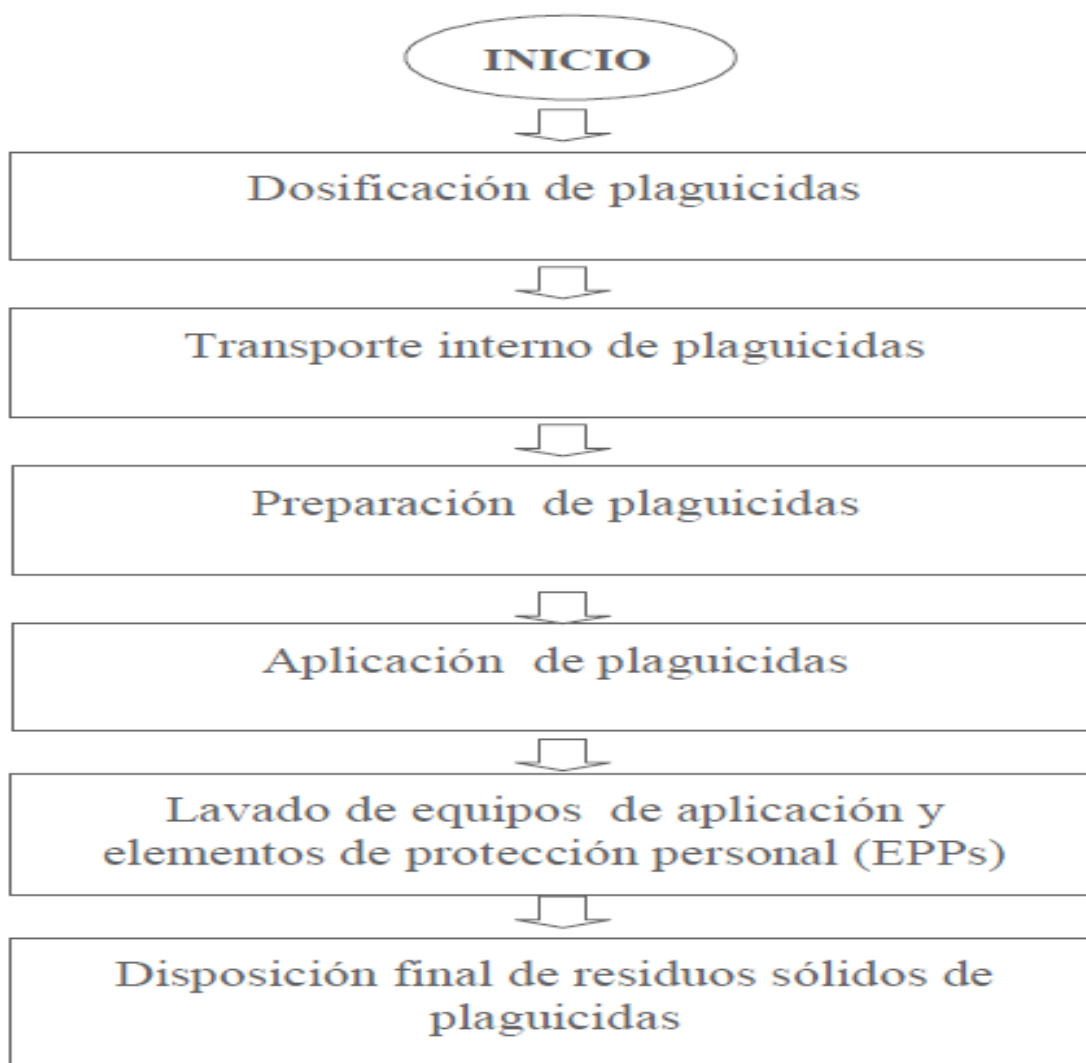 INICIO
Dosificación de plaguicidas
Transporte interno de plaguicidas
Preparación de plaguicidas
Aplicación de plaguicidas
Lavado de equipos de aplicación y
elementos de protección personal (EPPs)
Disposición final de residuos sólidos de
plaguicidas